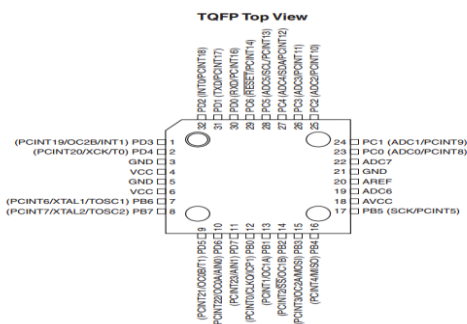 TQFP Top View
32 PD2 (INT0/PCINT18)
31 PD1 (TXD/PCINT17)
30 PD0 (RXD/PCINT16)
29 PC6 (RESET/PCINT14)
28 PC5 (ADC5/SCL/PCINT13)
27 PC4 (ADC4/SDA/PCINT12)
26 PC3 (ADC3/PCINT11)
25 PC2 (ADC2/PCINT10)
(PCINT19/OC2B/INT1) PD3 1
(PCINT20/XCK/T0) PD4 2
GND 3
VCC 4
GND 5
VCC 6
(PCINT6/XTAL1/TOSC1) PB6 7
(PCINT7/XTAL2/TOSC2) PB7 8
24 PC1 (ADC1/PCINT9)
23 PC0 (ADC0/PCINT8)
22 ADC7
21 GND
20 AREF
19 ADC6
18 AVCC
17 PB5 (SCK/PCINT5)
(PCINT21/OC0B/T1) PD5 9
(PCINT22/OC0A/AIN0) PD6 10
(PCINT23/AIN1) PD7 11
(PCINT0/CLKO/ICP1) PB0 12
(PCINT1/OC1A) PB1 13
(PCINT2/SS/OC1B) PB2 14
(PCINT3/OC2A/MOSI) PB3 15
(PCINT4/MISO) PB4 16